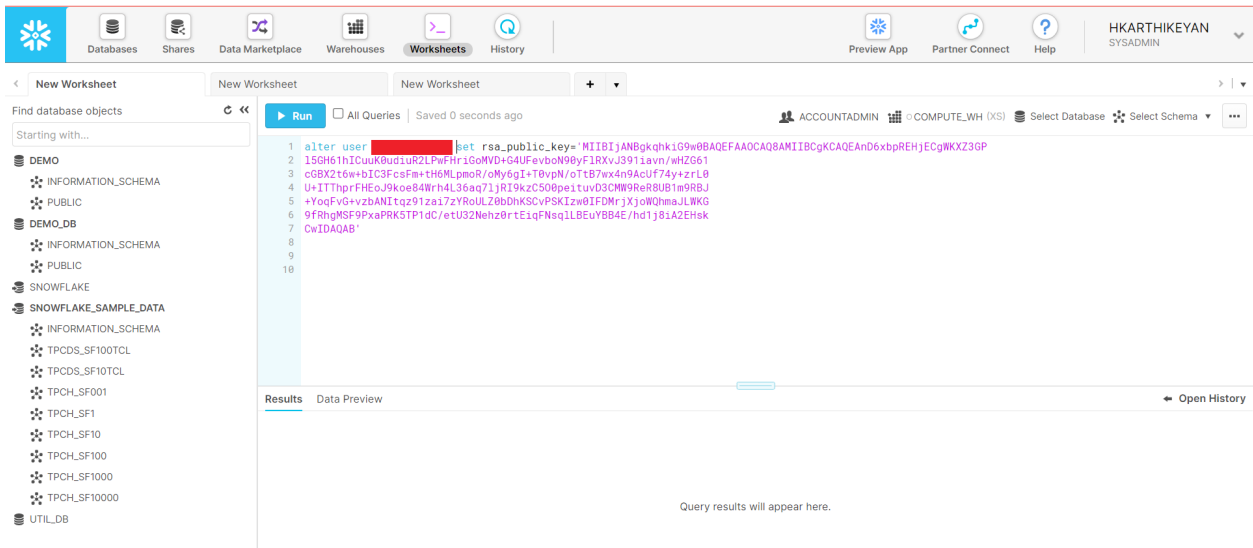 Databases
Shares
Data Marketplace
Warehouses
Worksheets
History
Preview App
Partner Connect
Help
HKARTHIKEYAN
SYSADMIN
New Worksheet
New Worksheet
New Worksheet
Find database objects
Starting with...
DEMO
INFORMATION_SCHEMA
PUBLIC
DEMO_DB
INFORMATION_SCHEMA
PUBLIC
SNOWFLAKE
SNOWFLAKE_SAMPLE_DATA
INFORMATION_SCHEMA
TPCDS_SF100TCL
TPCDS_SF10TCL
TPCH_SF001
TPCH_SF1
TPCH_SF10
TPCH_SF100
TPCH_SF1000
TPCH_SF10000
UTIL_DB
Run
All Queries
Saved 0 seconds ago
ACCOUNTADMIN
COMPUTE_WH (XS)
Select Database
Select Schema
1 alter user set rsa_public_key='MIIBIjANBgkqhkiG9w0BAQEFAAOCAQ8AMIIBCgKCAQEAnD6xbpREHjECgWKXZ3GP
2 l5GH61hICuuK0udiuR2LPwFHriGoMVD+G4UFevboN90yFlRXvJ391iavn/wHZG61
3 cGBX2t6w+bIC3FcsFm+tH6MLpmoR/oMy6gI+T0vpN/oTtB7wx4n9AcUf74y+zrL0
4 U+ITThprFHEoJ9koe84Wrh4L36aq7ljRI9kzC5O0peituvD3CMW9ReR8UB1m9RBJ
5 +YoqFvG+vzbANItqz91zai7zYRoULZ0bDhKSCvPSKIzw0IFDMrjXjoWQhmaJLWKG
6 9fRhgMSF9PxaPRK5TP1dC/etU32Nehz0rtEiqFNsqlLBEuYBB4E/hd1j8iA2EHsk
7 CwIDAQAB'
8
9
10
Results
Data Preview
Open History
Query results will appear here.